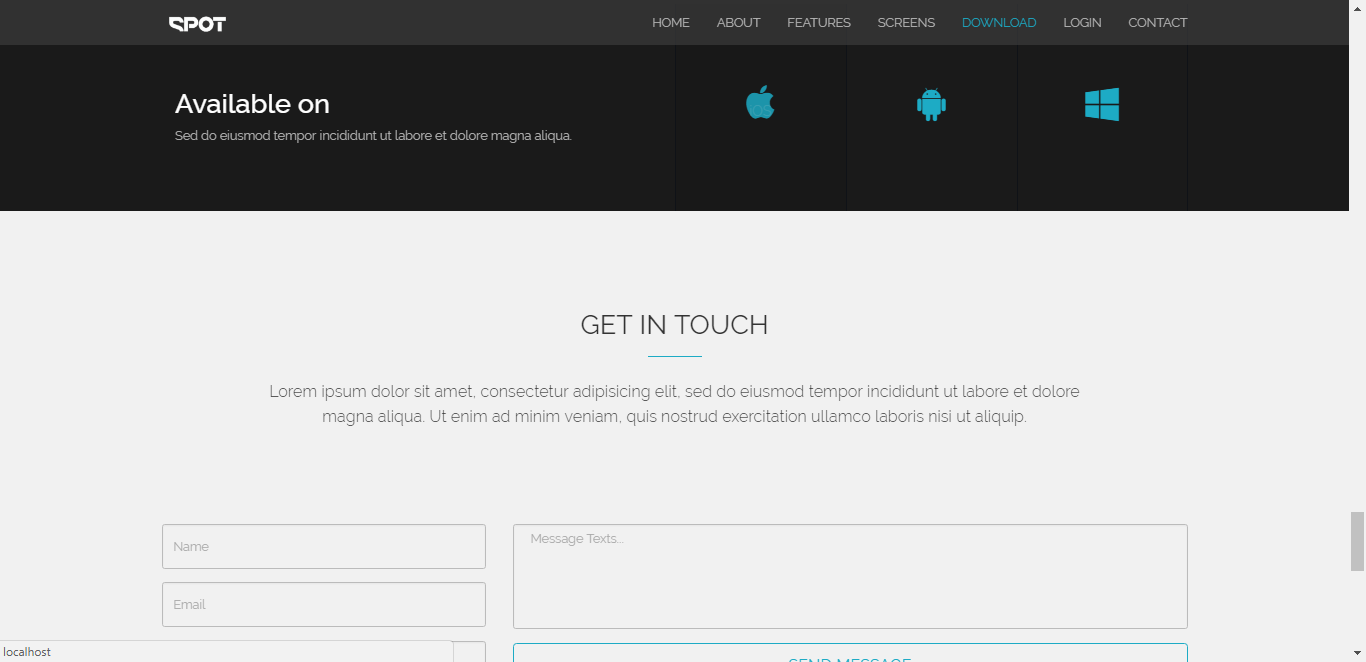 SPOT
HOME ABOUT FEATURES SCREENS DOWNLOAD LOGIN CONTACT
Available on
Sed do eiusmod tempor incididunt ut labore et dolore magna aliqua.
GET IN TOUCH
Lorem ipsum dolor sit amet, consectetur adipisicing elit, sed do eiusmod tempor incididunt ut labore et dolore
magna aliqua. Ut enim ad minim veniam, quis nostrud exercitation ullamco laboris nisi ut aliquip.
Name
Message Texts...
Email
SEND MESSAGE
localhost